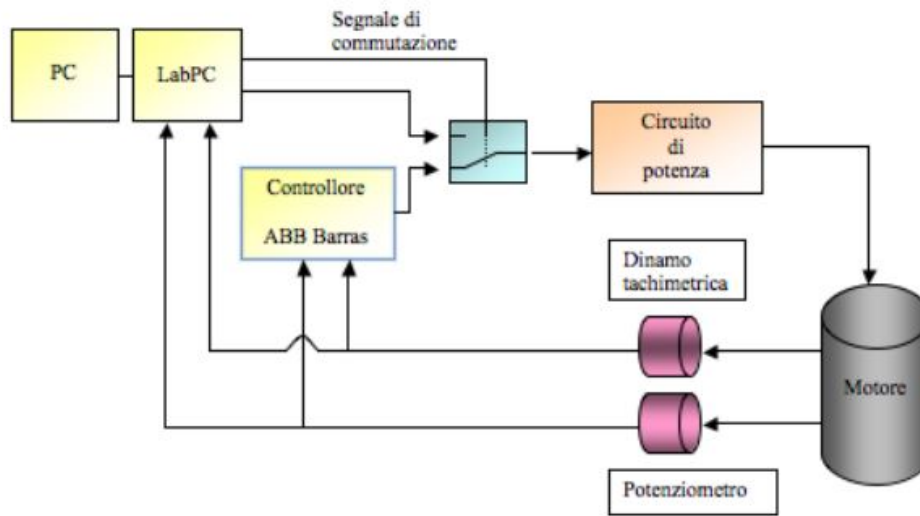 Segnale di
commutazione
PC
LabPC
Circuito
di
potenza
Controllore
ABB Barras
Dinamo
tachimetrica
Motore
Potenziometro